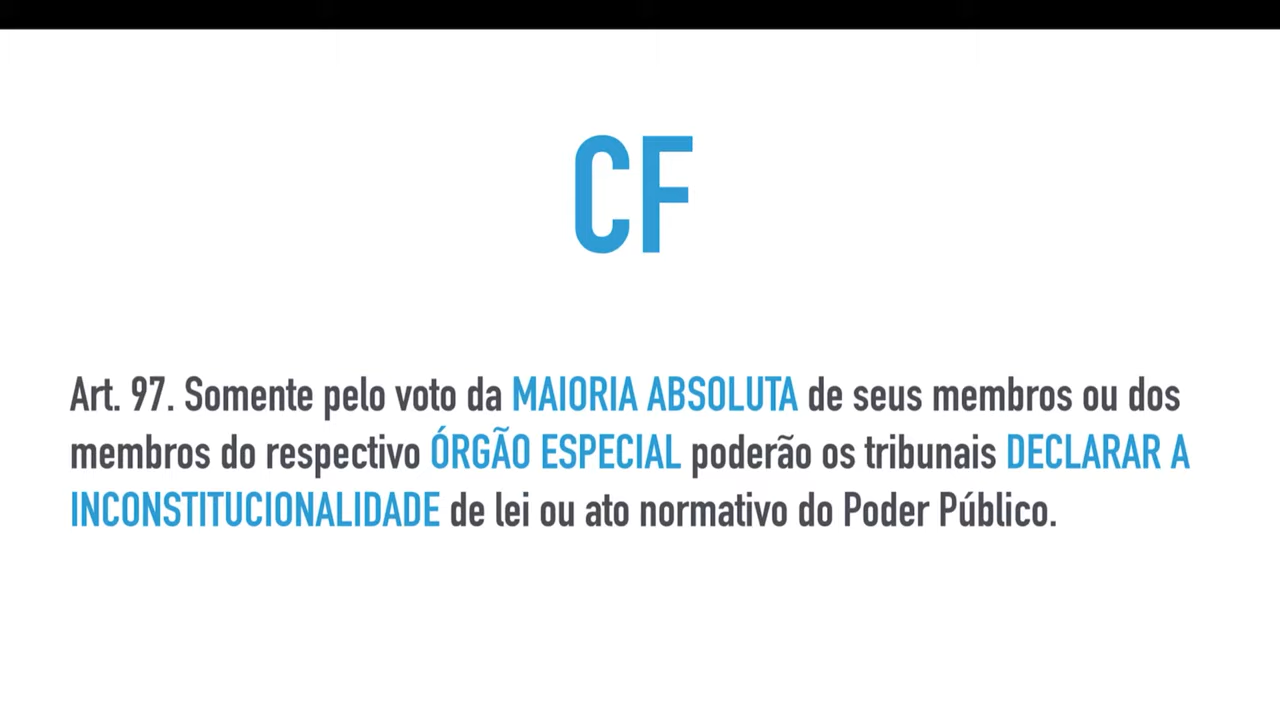 CF
Art. 97. Somente pelo voto da MAIORIA ABSOLUTA de seus membros ou dos
membros do respectivo ÓRGÃO ESPECIAL poderão os tribunais DECLARAR A
INCONSTITUCIONALIDADE de lei ou ato normativo do Poder Público.